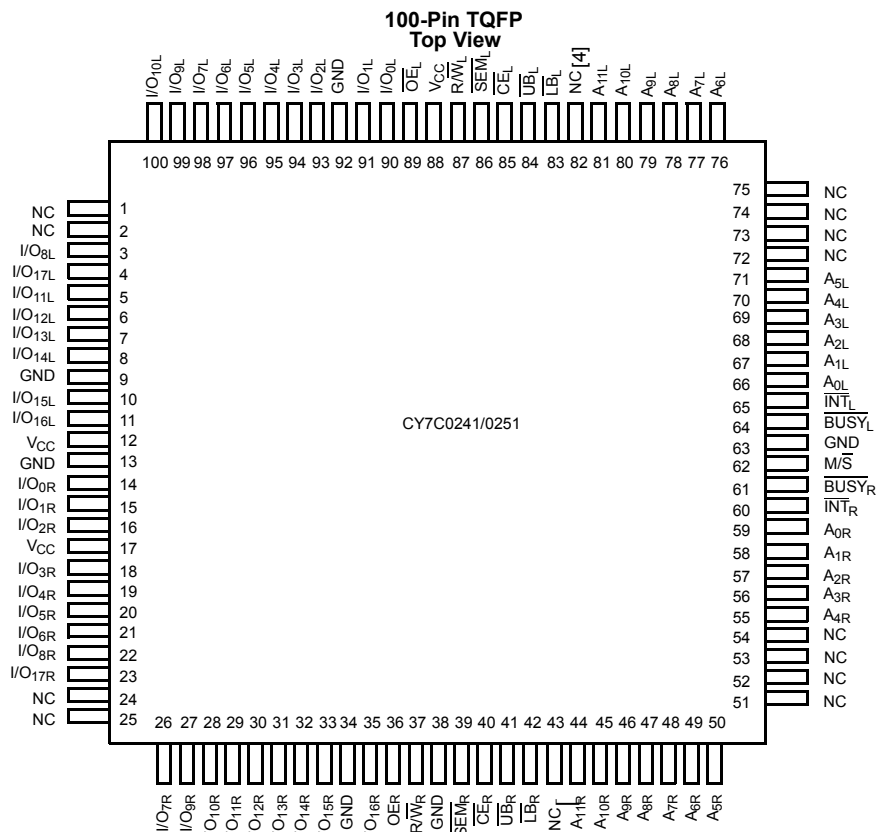 100-Pin TQFP
Top View
I/O10L
I/O9L
I/O7L
I/O6L
I/O5L
I/O4L
I/O3L
I/O2L
GND
I/O1L
I/O0L
OEL
VCC
R/WL
SEML
CEL
UBL
LBL
NC [4]
A11L
A10L
A9L
A8L
A7L
A6L
100 99 98 97 96 95 94 93 92 91 90 89 88 87 86 85 84 83 82 81 80 79 78 77 76
NC 1
NC 2
I/O8L 3
I/O17L 4
I/O11L 5
I/O12L 6
I/O13L 7
I/O14L 8
GND 9
I/O15L 10
I/O16L 11
VCC 12
GND 13
I/O0R 14
I/O1R 15
I/O2R 16
VCC 17
I/O3R 18
I/O4R 19
I/O5R 20
I/O6R 21
I/O8R 22
I/O17R 23
NC 24
NC 25
CY7C0241/0251
75 NC
74 NC
73 NC
72 NC
71 A5L
70 A4L
69 A3L
68 A2L
67 A1L
66 A0L
65 INTL
64 BUSYL
63 GND
62 M/S
61 BUSYR
60 INTR
59 A0R
58 A1R
57 A2R
56 A3R
55 A4R
54 NC
53 NC
52 NC
51 NC
26 27 28 29 30 31 32 33 34 35 36 37 38 39 40 41 42 43 44 45 46 47 48 49 50
I/O7R
I/O9R
/O10R
/O11R
/O12R
/O13R
/O14R
/O15R
GND
/O16R
OER
R/WR
GND
SEMR
CER
UBR
LBR
NC[
A11R
A10R
A9R
A8R
A7R
A6R
A5R